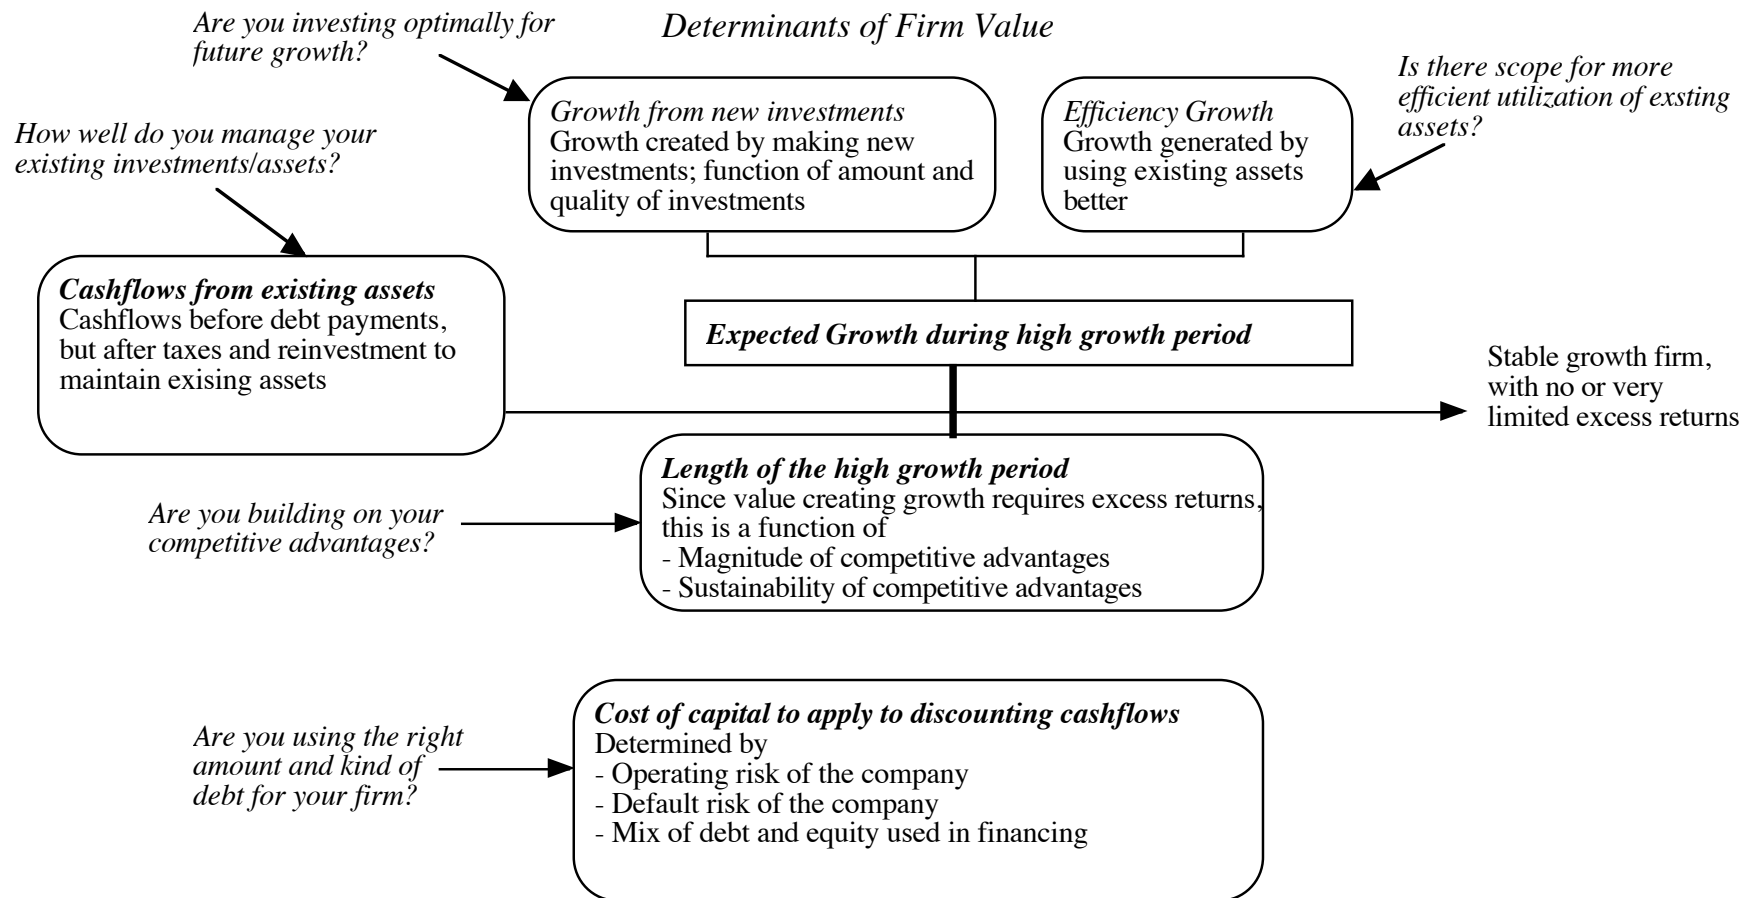 Determinants of Firm Value
Are you investing optimally for
future growth?
Is there scope for more
efficient utilization of exsting
assets?
Growth from new investments
Growth created by making new
investments; function of amount and
quality of investments
Efficiency Growth
Growth generated by
using existing assets
better
How well do you manage your
existing investments/assets?
Cashflows from existing assets
Cashflows before debt payments,
but after taxes and reinvestment to
maintain exising assets
Expected Growth during high growth period
Stable growth firm,
with no or very
limited excess returns
Length of the high growth period
Since value creating growth requires excess returns,
this is a function of
- Magnitude of competitive advantages
- Sustainability of competitive advantages
Are you building on your
competitive advantages?
Cost of capital to apply to discounting cashflows
Determined by
- Operating risk of the company
- Default risk of the company
- Mix of debt and equity used in financing
Are you using the right
amount and kind of
debt for your firm?